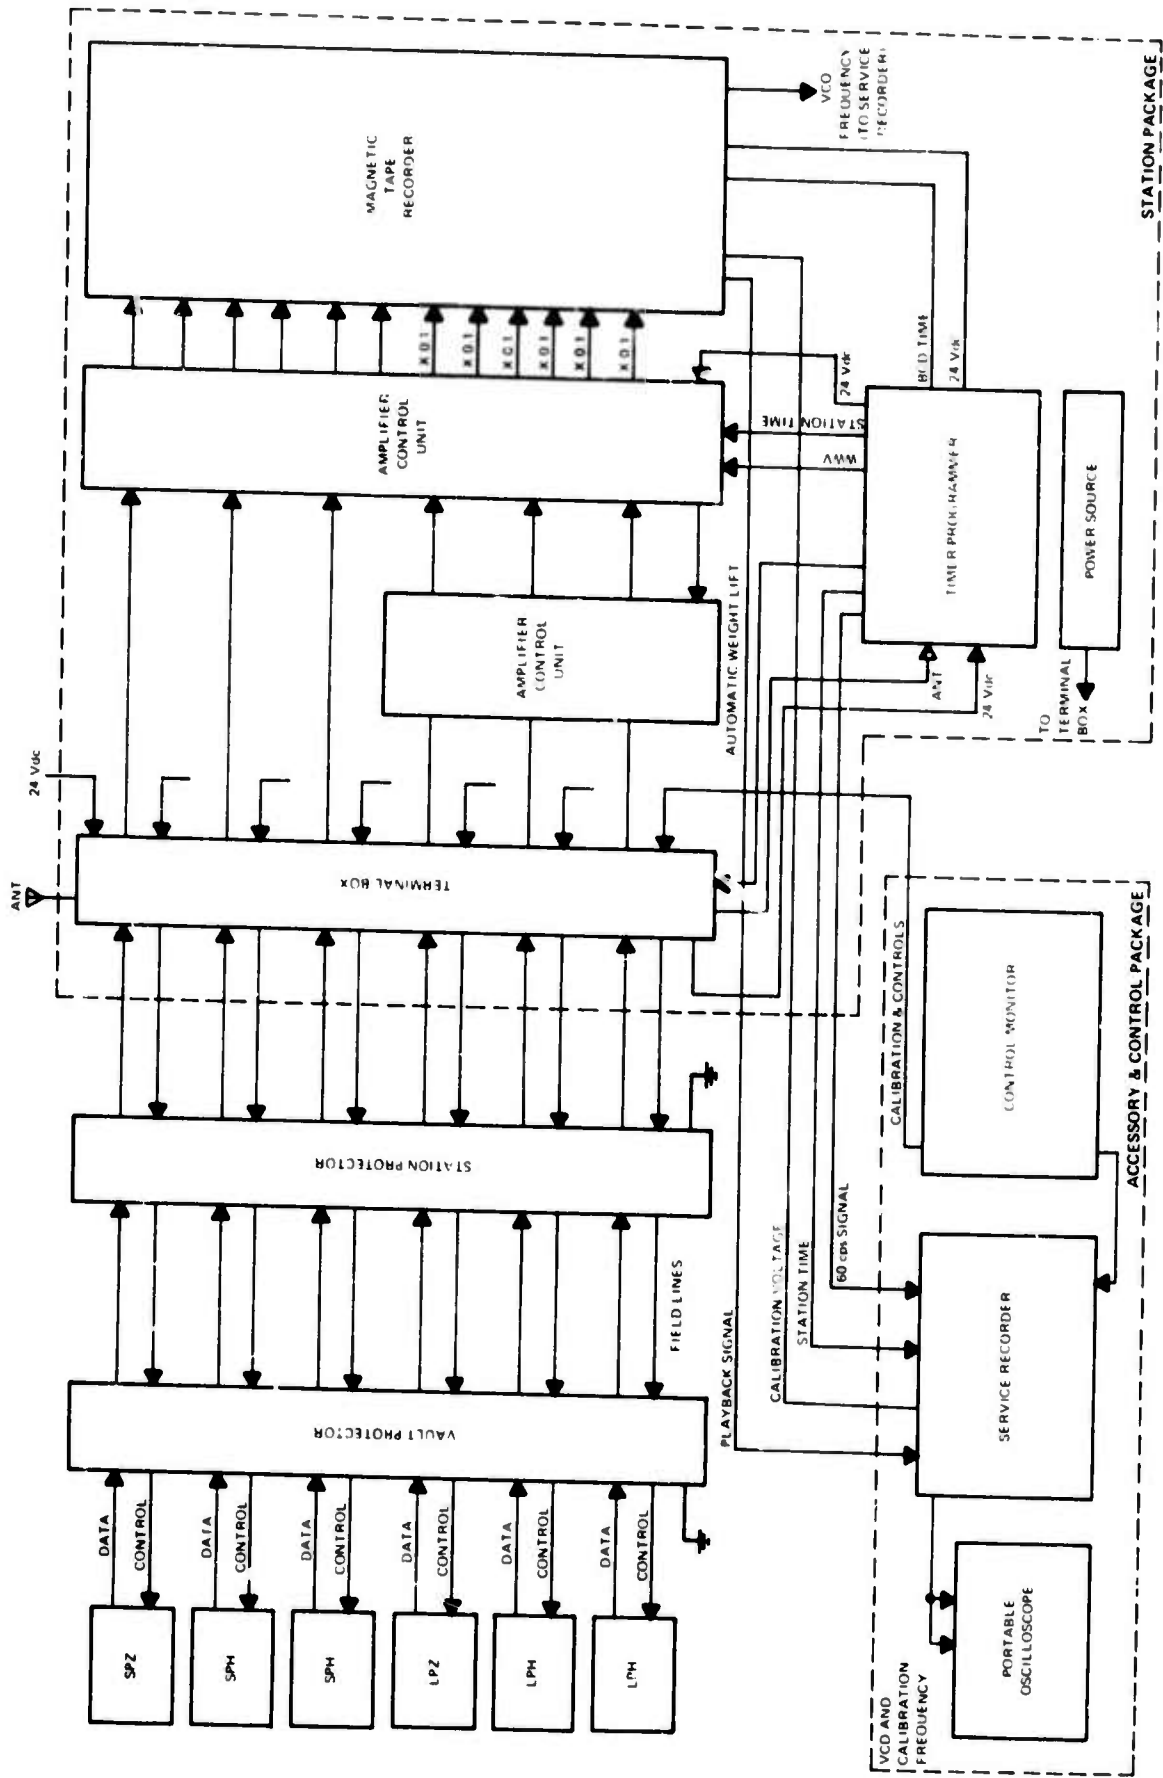 ANT
24 Vdc
MAGNETIC
TAPE
RECORDER
VCO
FREQUENCY
(TO SERVICE
RECORDER)
STATION PACKAGE
AMPLIFIER
CONTROL
UNIT
X 0 1
X 0 1
X 0 1
X 0 1
X 0 1
X 0 1
24 Vdc
STATION TIME
WWV
BCD TIME
24 Vdc
TIMER PROGRAMMER
POWER SOURCE
TO
TERMINAL
BOX
ANT
24 Vdc
AMPLIFIER
CONTROL
UNIT
AUTOMATIC WEIGHT LIFT
TERMINAL BOX
STATION PROTECTOR
VAULT PROTECTOR
FIELD LINES
DATA
CONTROL
DATA
CONTROL
DATA
CONTROL
DATA
CONTROL
DATA
CONTROL
DATA
CONTROL
SPZ
SPH
SPH
LPZ
LPH
LPH
PLAYBACK SIGNAL
CALIBRATION VOLTAGE
STATION TIME
60 cps SIGNAL
CALIBRATION & CONTROLS
CONTROL MONITOR
SERVICE RECORDER
PORTABLE
OSCILLOSCOPE
VCD AND
CALIBRATION
FREQUENCY
ACCESSORY & CONTROL PACKAGE